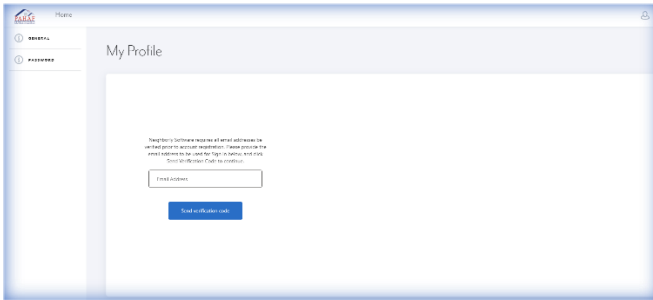 Home
GENERAL
PASSWORD
My Profile
Neighborly Software requires all email addresses be
verified prior to account registration. Please provide the
email address to be used for Sign In below and click
Send Verification Code to continue.
Email Address
Send verification code